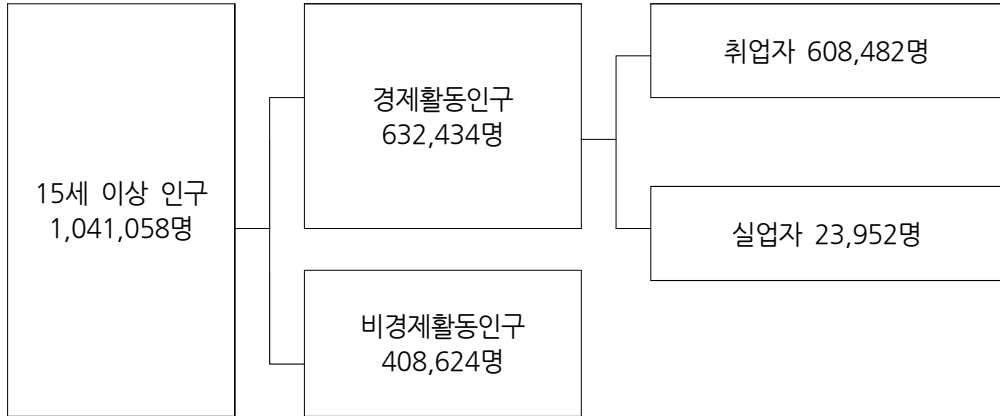 15세 이상 인구
1,041,058명
경제활동인구
632,434명
비경제활동인구
408,624명
취업자 608,482명
실업자 23,952명